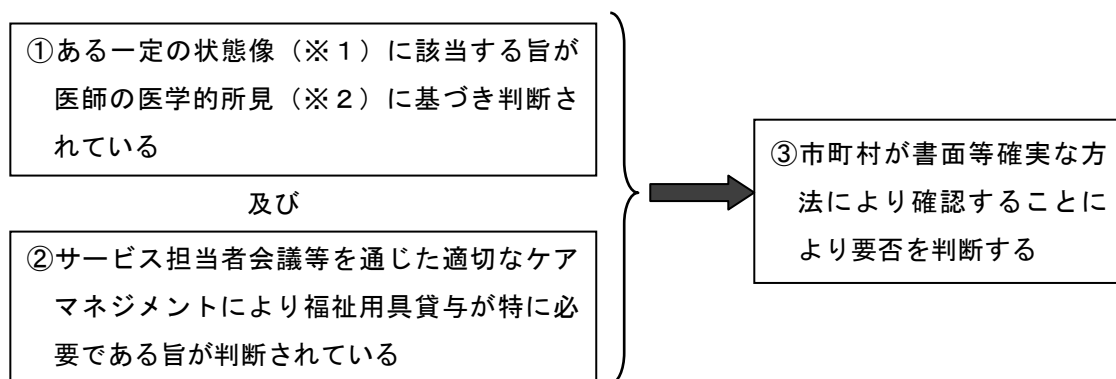 ①ある一定の状態像（※１）に該当する旨が
医師の医学的所見（※２）に基づき判断さ
れている
及び
②サービス担当者会議等を通じた適切なケア
マネジメントにより福祉用具貸与が特に必
要である旨が判断されている
③市町村が書面等確実な方
法により確認することに
より要否を判断する